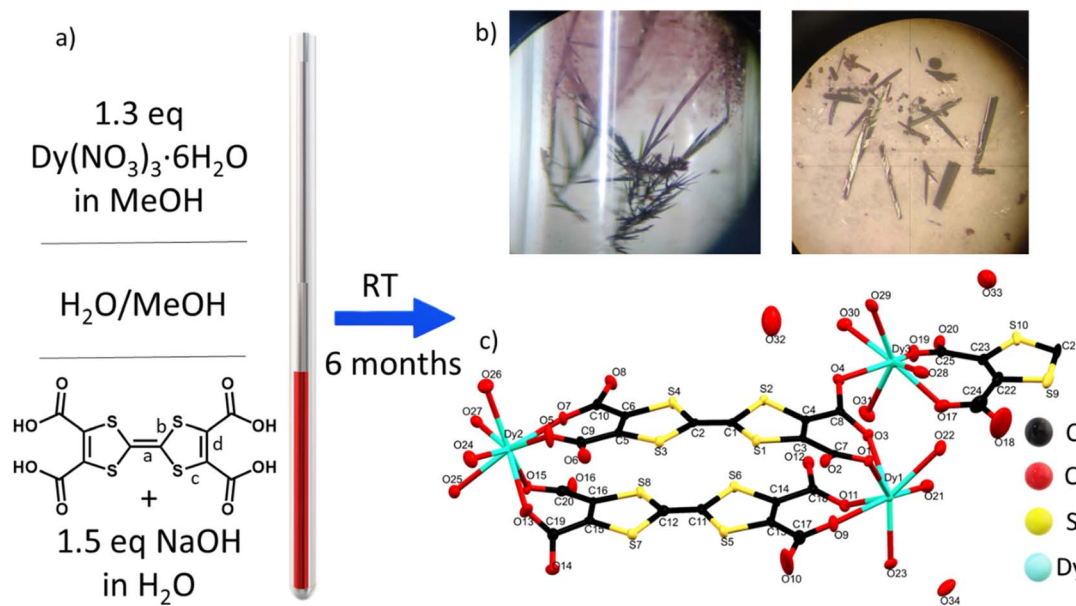 a)
1.3 eq
Dy(NO₃)₃·6H₂O
in MeOH
H₂O/MeOH
O
O
HO
S
S
b
OH
d
a
HO
S
S
c
OH
O
O
+
1.5 eq NaOH
in H₂O
RT
6 months
b)
c)
O33
O29
O30
S10
O32
Dy3
O19
O20
C23
C2
C25
O28
S9
O4
O26
O8
S4
S2
C24
C22
O31
O17
O18
O27
O7
C10
C6
C4
C8
O5
Dy2
C9
C5
C2
C1
O3
O22
O24
O6
S3
S1
C3
C7
O1
O12
O2
Dy1
O25
O15
O16
S8
S6
C14
C18
O11
O21
C20
C16
O13
C19
C15
C12
C11
C13
C17
O9
S7
S5
O14
O10
O23
O34
C
O
S
Dy